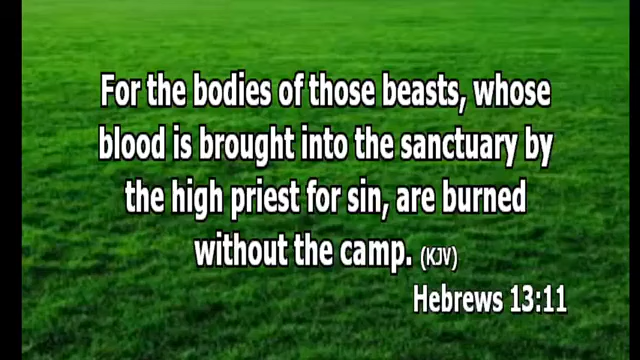 For the bodies of those beasts, whose
blood is brought into the sanctuary by
the high priest for sin, are burned
without the camp. (KJV)
Hebrews 13:11